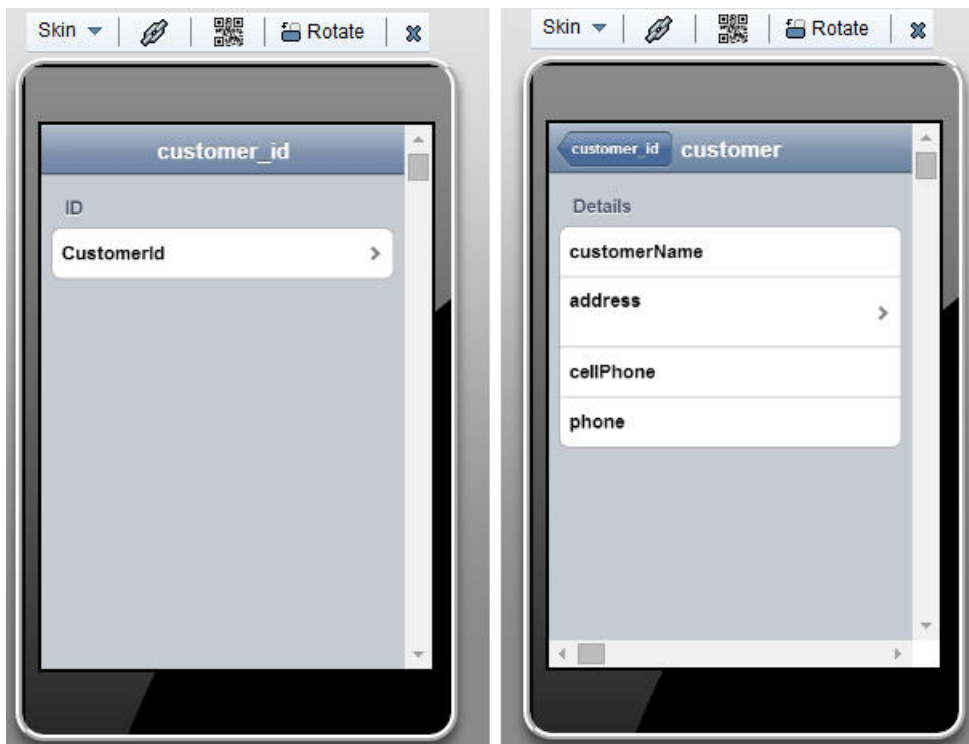 Skin
Rotate
customer_id
ID
CustomerId
Skin
Rotate
customer_id
customer
Details
customerName
address
cellPhone
phone